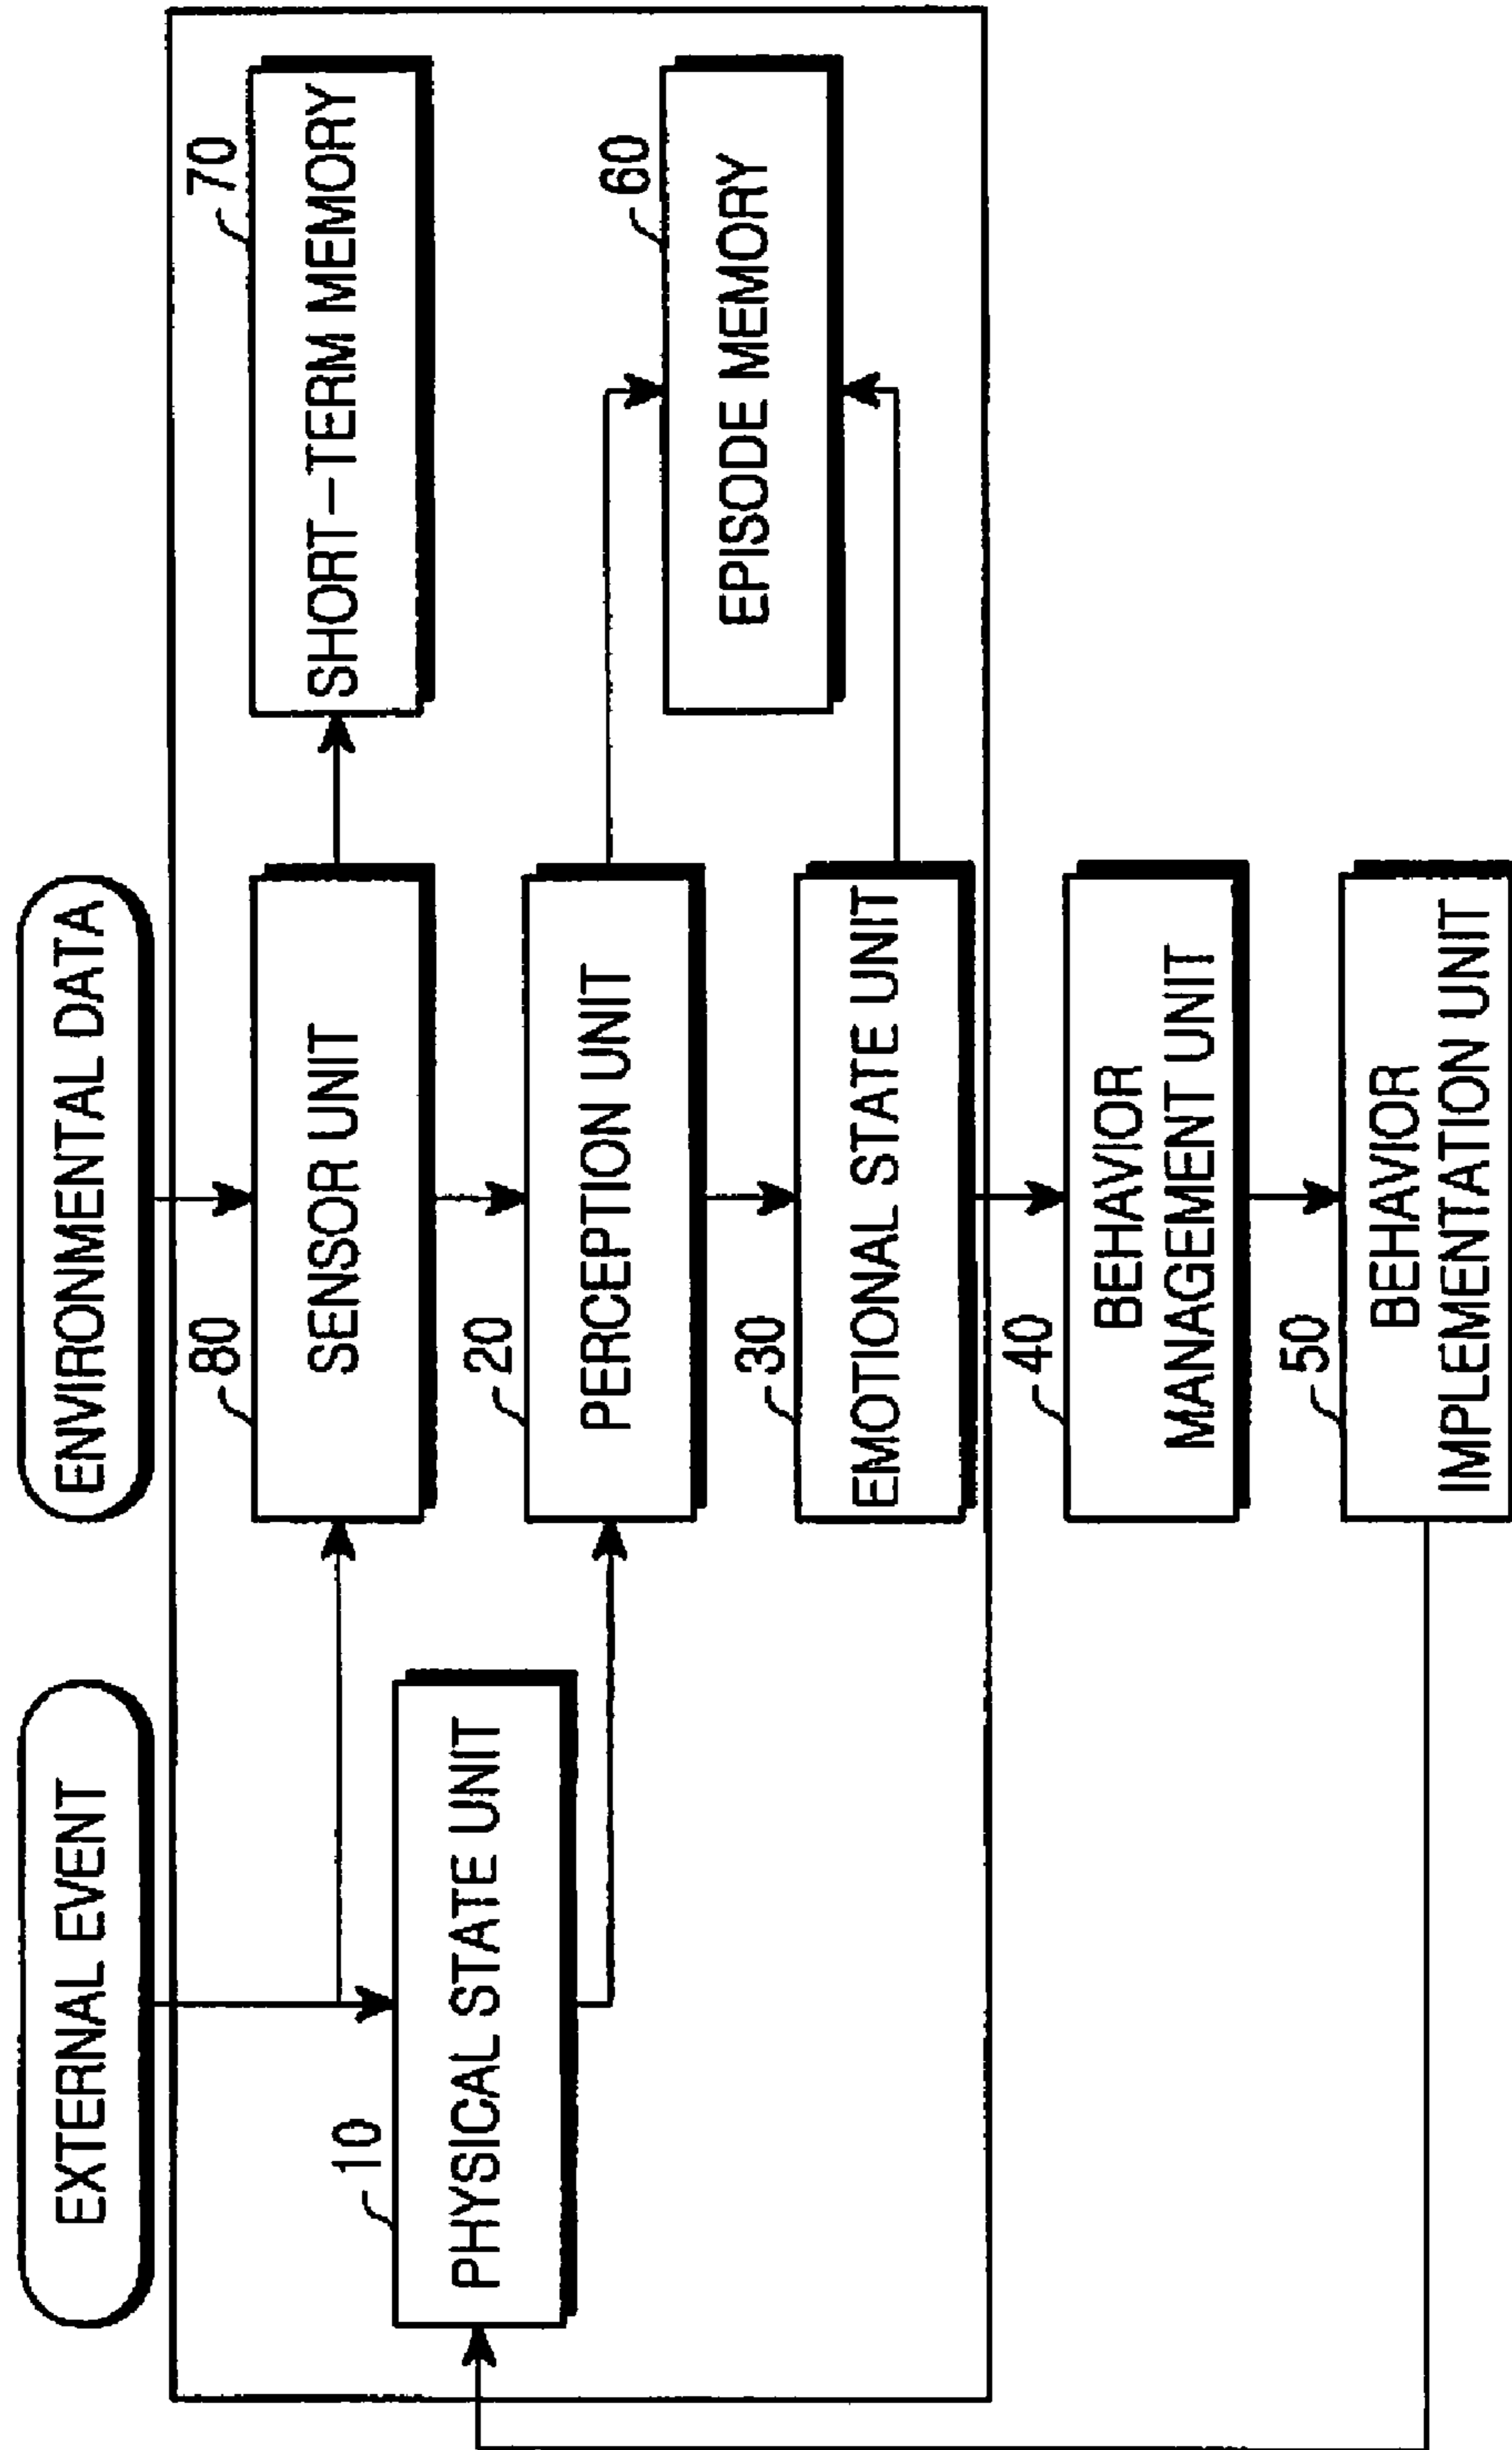 EXTERNAL EVENT
ENVIRONMENTAL DATA
80
SENSOR UNIT
70
SHORT-TERM MEMORY
10
PHYSICAL STATE UNIT
20
PERCEPTION UNIT
60
EPISODE MEMORY
30
EMOTIONAL STATE UNIT
40
BEHAVIOR
MANAGEMENT UNIT
50
BEHAVIOR
IMPLEMENTATION UNIT